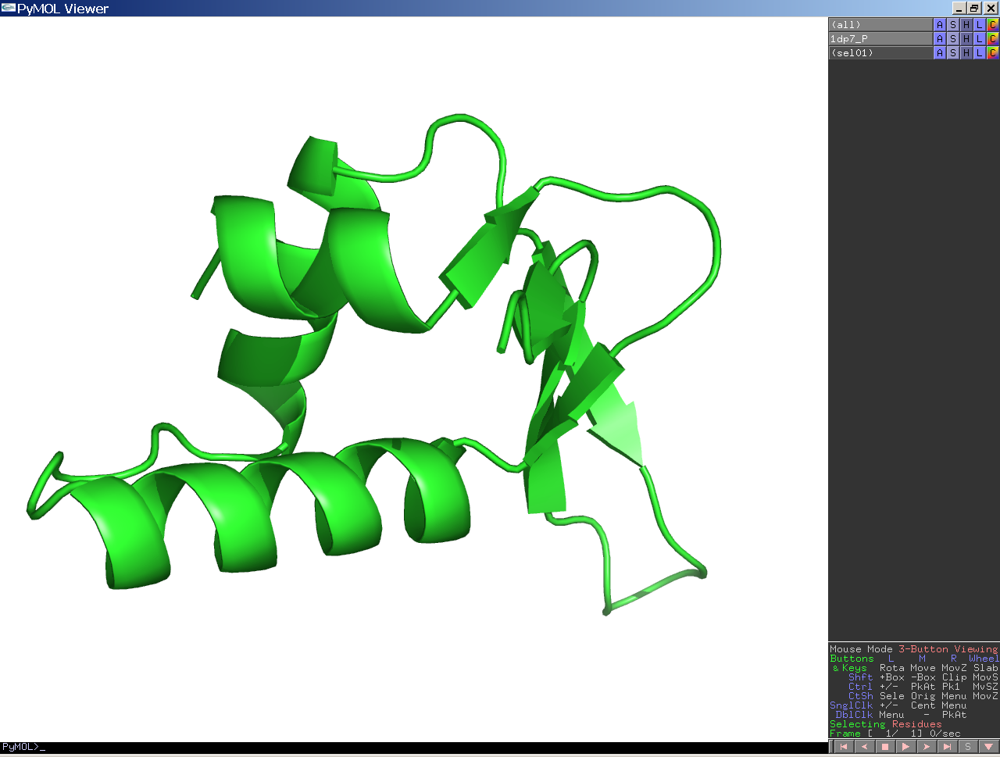 PyMOL Viewer
(all) A S H L C
1dp7_P A S H L C
(sel01) A S H L C
Mouse Mode 3-Button Viewing
Buttons L M R Wheel
& Keys Rota Move MovZ Slab
Shft +Box -Box Clip MovS
Ctrl +/- PkAt Pk1 MvSZ
CtSh Sele Orig Menu MovZ
SnglClk +/- Cent Menu
DblClk Menu - PkAt
Selecting Residues
Frame [ 1/ 1] 0/sec
PyMOL>_
S